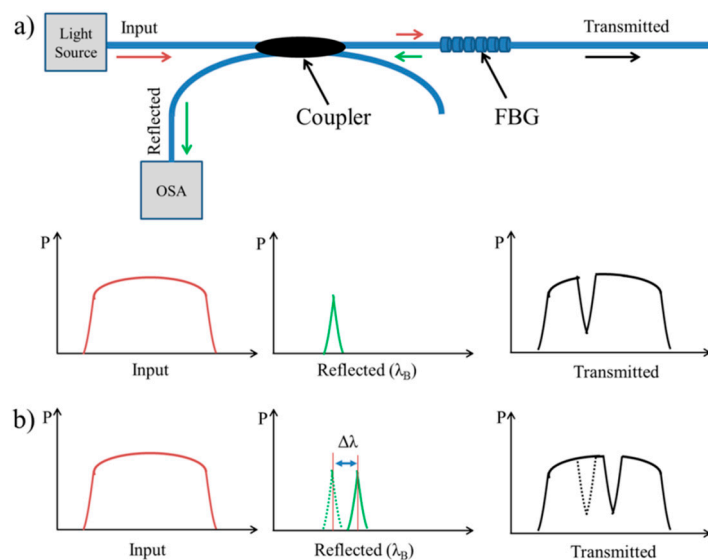 a)
Light
Source
Input
Transmitted
Reflected
Coupler
FBG
OSA
P
P
P
Input
Reflected (λB)
Transmitted
b)
P
P
Δλ
P
Input
Reflected (λB)
Transmitted